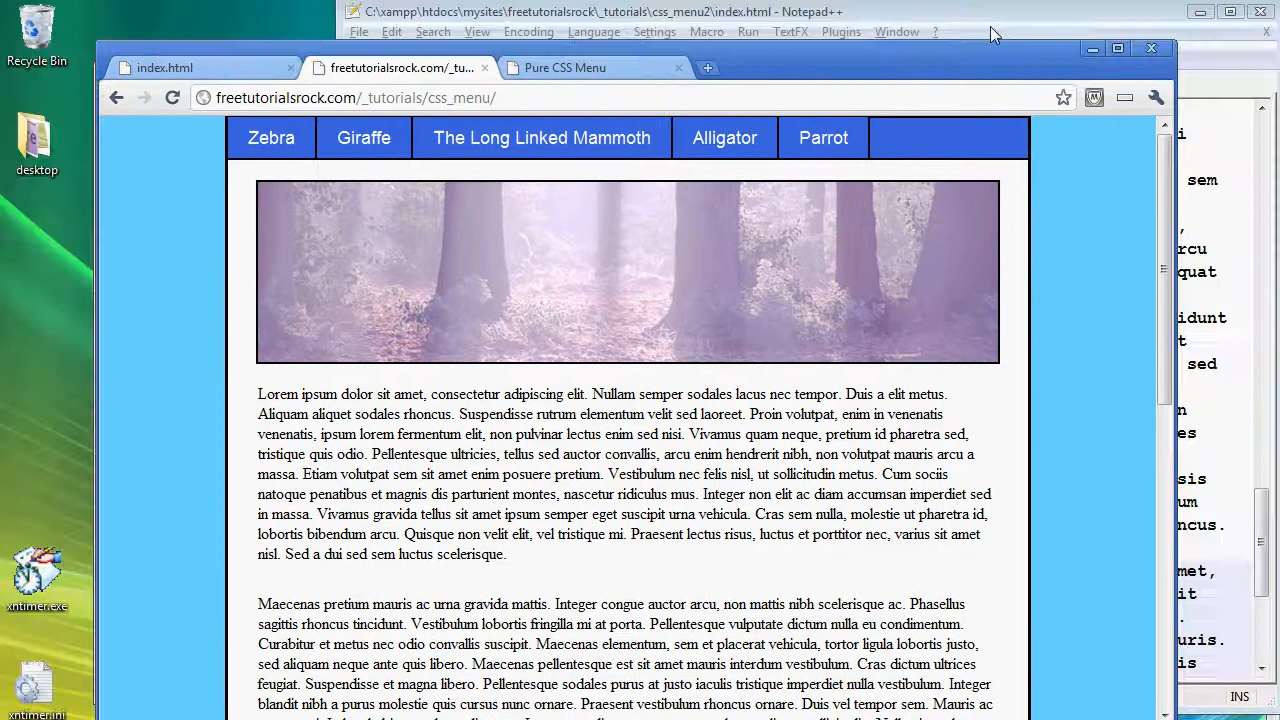 C:\xampp\htdocs\mysites\freetutorialsrock\_tutorials\css_menu2\index.html - Notepad++
File Edit Search View Encoding Language Settings Macro Run TextFX Plugins Window ? X
Recycle Bin
desktop
xntimer.exe
xntimer.ini
index.html
freetutorialsrock.com/_tu...
Pure CSS Menu
freetutorialsrock.com/_tutorials/css_menu/
Zebra Giraffe The Long Linked Mammoth Alligator Parrot
Lorem ipsum dolor sit amet, consectetur adipiscing elit. Nullam semper sodales lacus nec tempor. Duis a elit metus.
Aliquam aliquet sodales rhoncus. Suspendisse rutrum elementum velit sed laoreet. Proin volutpat, enim in venenatis
venenatis, ipsum lorem fermentum elit, non pulvinar lectus enim sed nisi. Vivamus quam neque, pretium id pharetra sed,
tristique quis odio. Pellentesque ultricies, tellus sed auctor convallis, arcu enim hendrerit nibh, non volutpat mauris arcu a
massa. Etiam volutpat sem sit amet enim posuere pretium. Vestibulum nec felis nisl, ut sollicitudin metus. Cum sociis
natoque penatibus et magnis dis parturient montes, nascetur ridiculus mus. Integer non elit ac diam accumsan imperdiet sed
in massa. Vivamus gravida tellus sit amet ipsum semper eget suscipit urna vehicula. Cras sem nulla, molestie ut pharetra id,
lobortis bibendum arcu. Quisque non velit elit, vel tristique mi. Praesent lectus risus, luctus et porttitor nec, varius sit amet
nisl. Sed a dui sed sem luctus scelerisque.
Maecenas pretium mauris ac urna gravida mattis. Integer congue auctor arcu, non mattis nibh scelerisque ac. Phasellus
sagittis rhoncus tincidunt. Vestibulum lobortis fringilla mi at porta. Pellentesque vulputate dictum nulla eu condimentum.
Curabitur et metus nec odio convallis suscipit. Maecenas elementum, sem et placerat vehicula, tortor ligula lobortis justo,
sed aliquam neque ante quis libero. Maecenas pellentesque est sit amet mauris interdum vestibulum. Cras dictum ultrices
feugiat. Suspendisse et magna libero. Pellentesque sodales purus at justo iaculis tristique imperdiet nulla vestibulum. Integer
blandit nibh a purus molestie quis cursus nunc ornare. Praesent rhoncus rhoncus ornare. Duis vel tempor sem. Mauris ac
i
sem
,
rcu
quat
idunt
t
sed
n
es
sis
um
ncus.
met,
it
.
uris.
is
INS